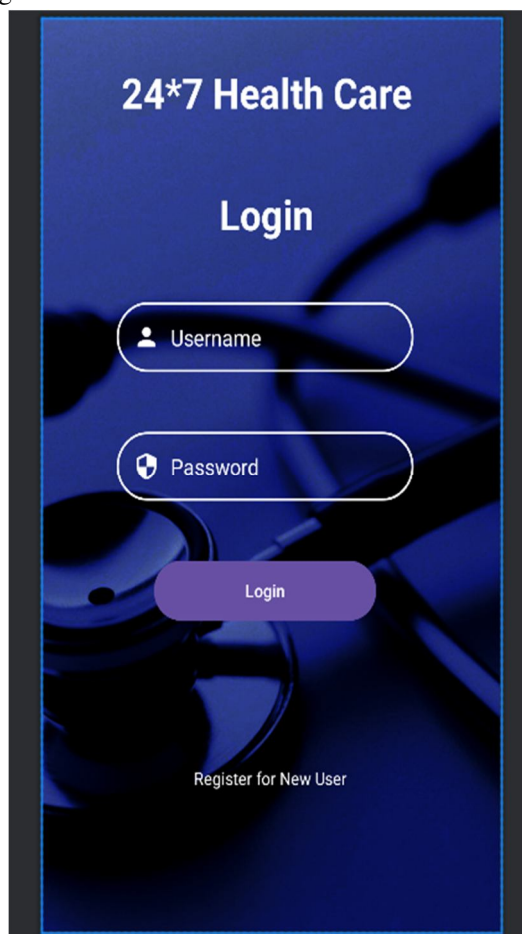 24*7 Health Care
Login
Username
Password
Login
Register for New User